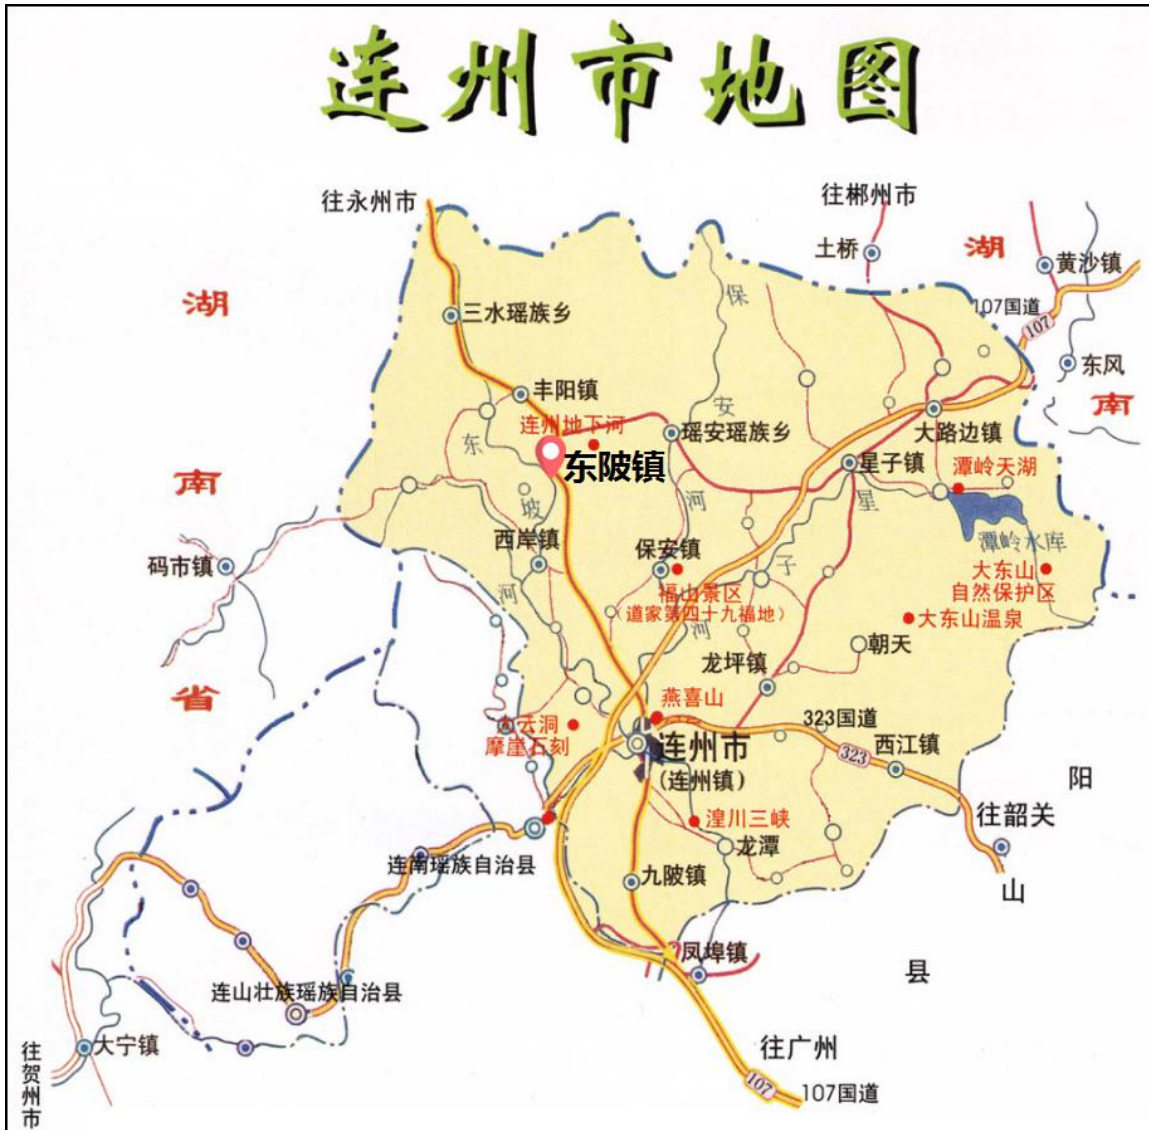 连州市地图
往永州市
往郴州市
土桥
湖
黄沙镇
湖
保
107国道
107
三水瑶族乡
东风
丰阳镇
南
连州地下河
安
瑶安瑶族乡
大路边镇
东
东陂镇
星子镇
潭岭天湖
南
坡
河
星
西岸镇
保安镇
潭岭水库
码市镇
子
大东山
自然保护区
河
福山景区
(道家第四十九福地)
大东山温泉
河
朝天
龙坪镇
省
燕喜山
323国道
云洞
摩崖石刻
连州市
(连州镇)
323
西江镇
阳
湟川三峡
往韶关
龙潭
连南瑶族自治县
九陂镇
山
凤埠镇
县
连山壮族瑶族自治县
大宁镇
往广州
往贺州市
107
107国道